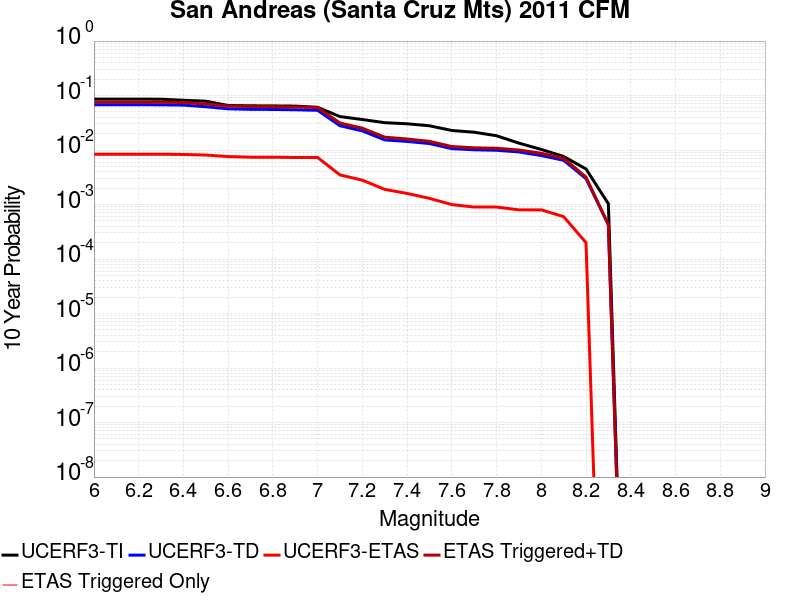 San Andreas (Santa Cruz Mts) 2011 CFM
10 0
10 -1
10 -2
10 -3
10 -4
10 -5
10 -6
10 -7
10 -8
10 Year Probability
6 6.2 6.4 6.6 6.8 7 7.2 7.4 7.6 7.8 8 8.2 8.4 8.6 8.8 9
Magnitude
UCERF3-TI UCERF3-TD UCERF3-ETAS ETAS Triggered+TD
ETAS Triggered Only